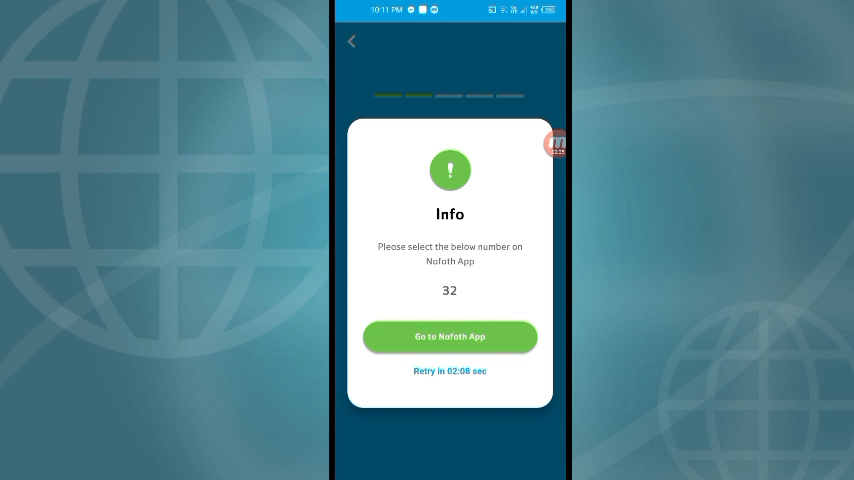 10:11 PM
Info
Please select the below number on
Nafath App
32
Go to Nafath App
Retry in 02:08 sec